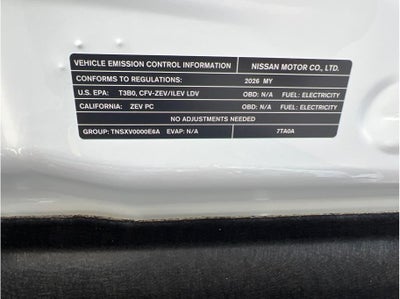 VEHICLE EMISSION CONTROL INFORMATION NISSAN MOTOR CO., LTD.
CONFORMS TO REGULATIONS: 2026 MY
U.S. EPA: T3B0, CFV-ZEV/ILEV LDV OBD: N/A FUEL: ELECTRICITY
CALIFORNIA: ZEV PC OBD: N/A FUEL: ELECTRICITY
NO ADJUSTMENTS NEEDED
GROUP: TNSXV0000E6A EVAP: N/A 7TA0A